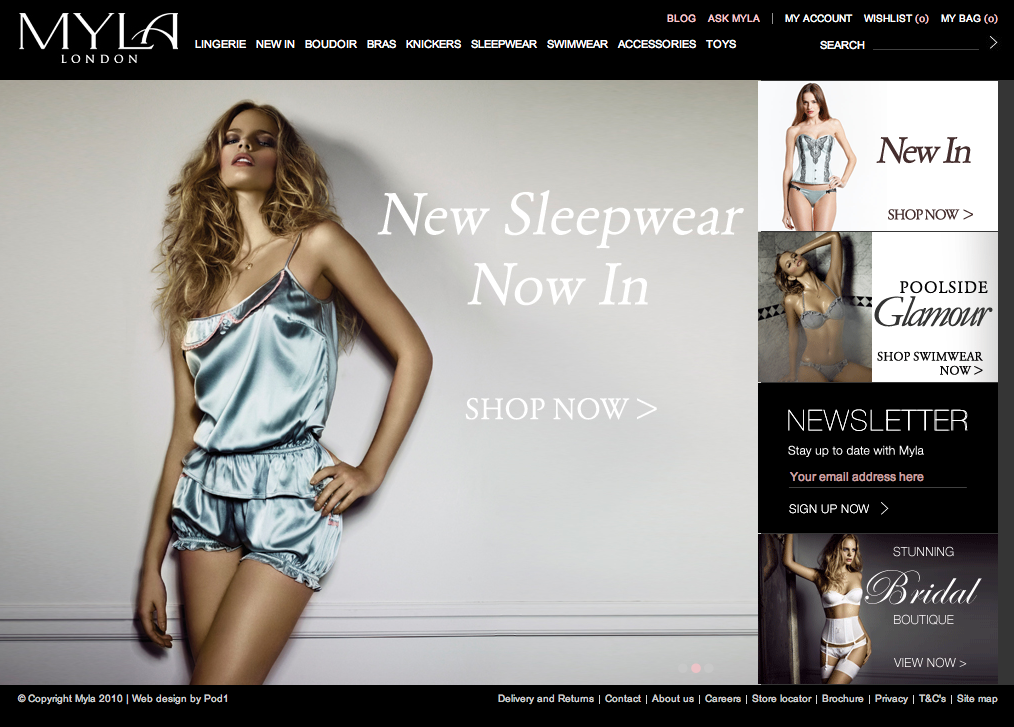 MYLA
LONDON
BLOG ASK MYLA | MY ACCOUNT WISHLIST (0) MY BAG (0)
LINGERIE NEW IN BOUDOIR BRAS KNICKERS SLEEPWEAR SWIMWEAR ACCESSORIES TOYS
SEARCH
New Sleepwear
Now In
SHOP NOW >
New In
SHOP NOW >
POOLSIDE
Glamour
SHOP SWIMWEAR
NOW >
NEWSLETTER
Stay up to date with Myla
Your email address here
SIGN UP NOW >
STUNNING
Bridal
BOUTIQUE
VIEW NOW >
© Copyright Myla 2010 | Web design by Pod1
Delivery and Returns | Contact | About us | Careers | Store locator | Brochure | Privacy | T&C's | Site map